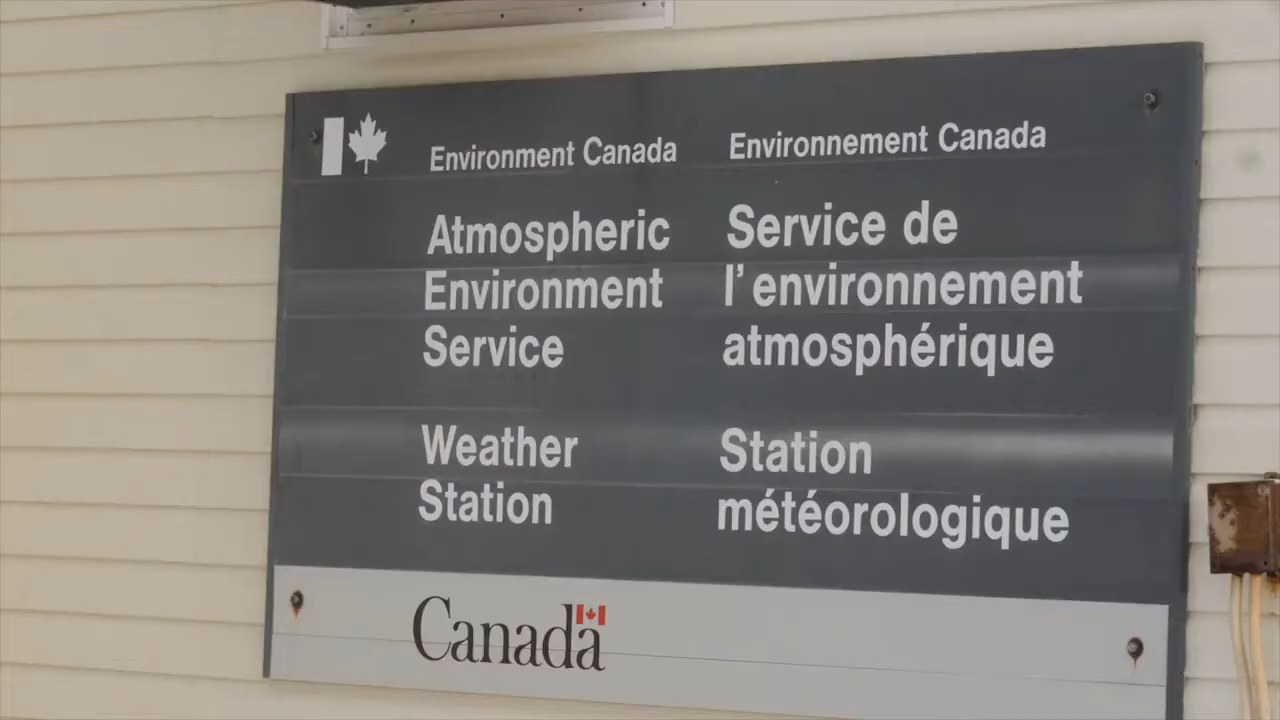 Environment Canada
Atmospheric
Environment
Service
Weather
Station
Environnement Canada
Service de
l'environnement
atmosphérique
Station
météorologique
Canada